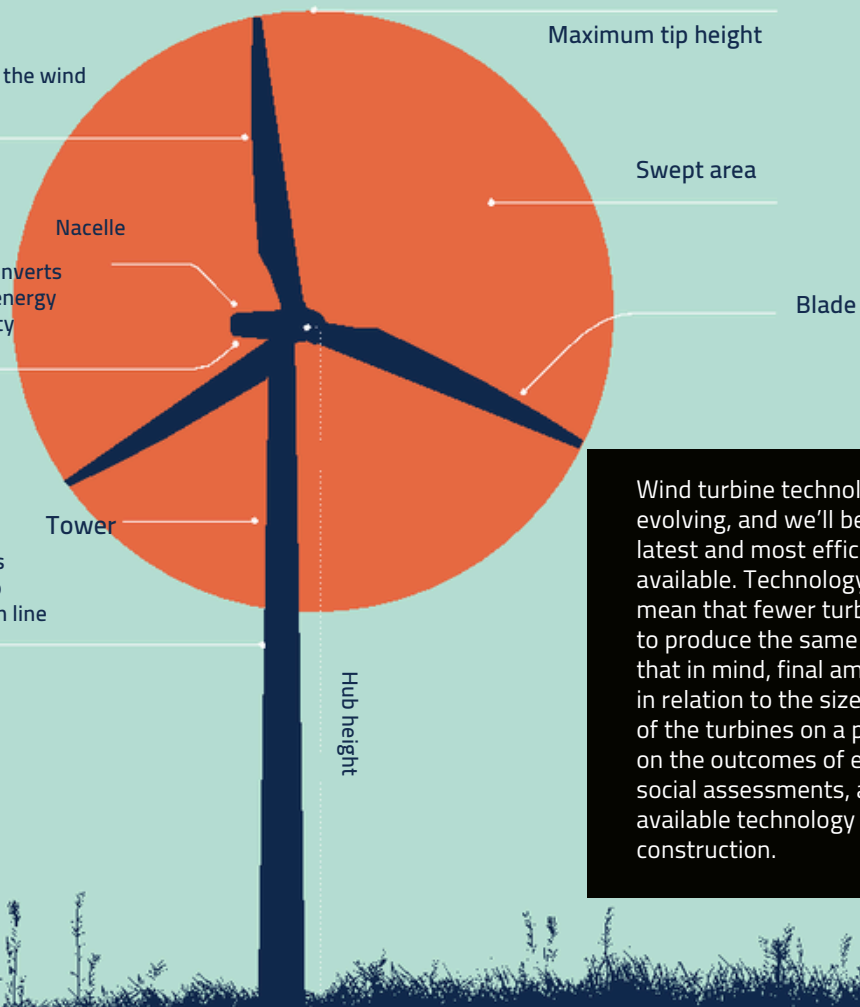 Maximum tip height
the wind
Swept area
Nacelle
nverts
energy
ty
Blade
Tower
s
n line
Hub height
Wind turbine technol
evolving, and we’ll be
latest and most effic
available. Technology
mean that fewer turb
to produce the same
that in mind, final am
in relation to the size
of the turbines on a p
on the outcomes of e
social assessments, a
available technology
construction.